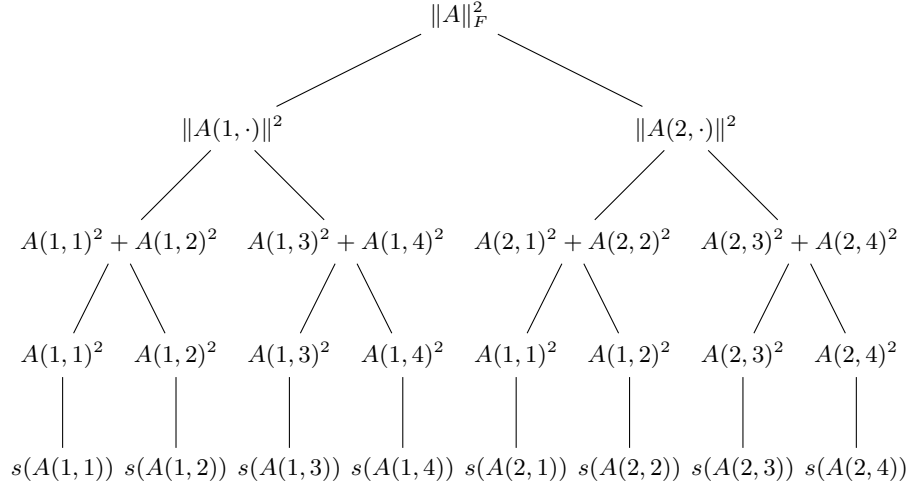 ‖A‖²_F
‖A(1, ·)‖² ‖A(2, ·)‖²
A(1, 1)² + A(1, 2)² A(1, 3)² + A(1, 4)² A(2, 1)² + A(2, 2)² A(2, 3)² + A(2, 4)²
A(1, 1)² A(1, 2)² A(1, 3)² A(1, 4)² A(1, 1)² A(1, 2)² A(2, 3)² A(2, 4)²
s(A(1, 1)) s(A(1, 2)) s(A(1, 3)) s(A(1, 4)) s(A(2, 1)) s(A(2, 2)) s(A(2, 3)) s(A(2, 4))